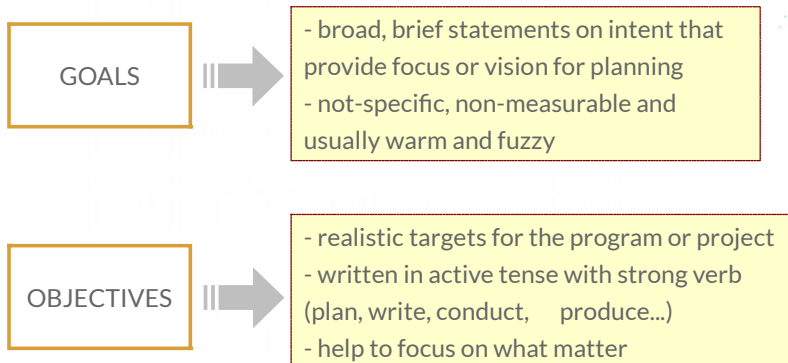 GOALS
- broad, brief statements on intent that
provide focus or vision for planning
- not-specific, non-measurable and
usually warm and fuzzy
OBJECTIVES
- realistic targets for the program or project
- written in active tense with strong verb
(plan, write, conduct, produce...)
- help to focus on what matter